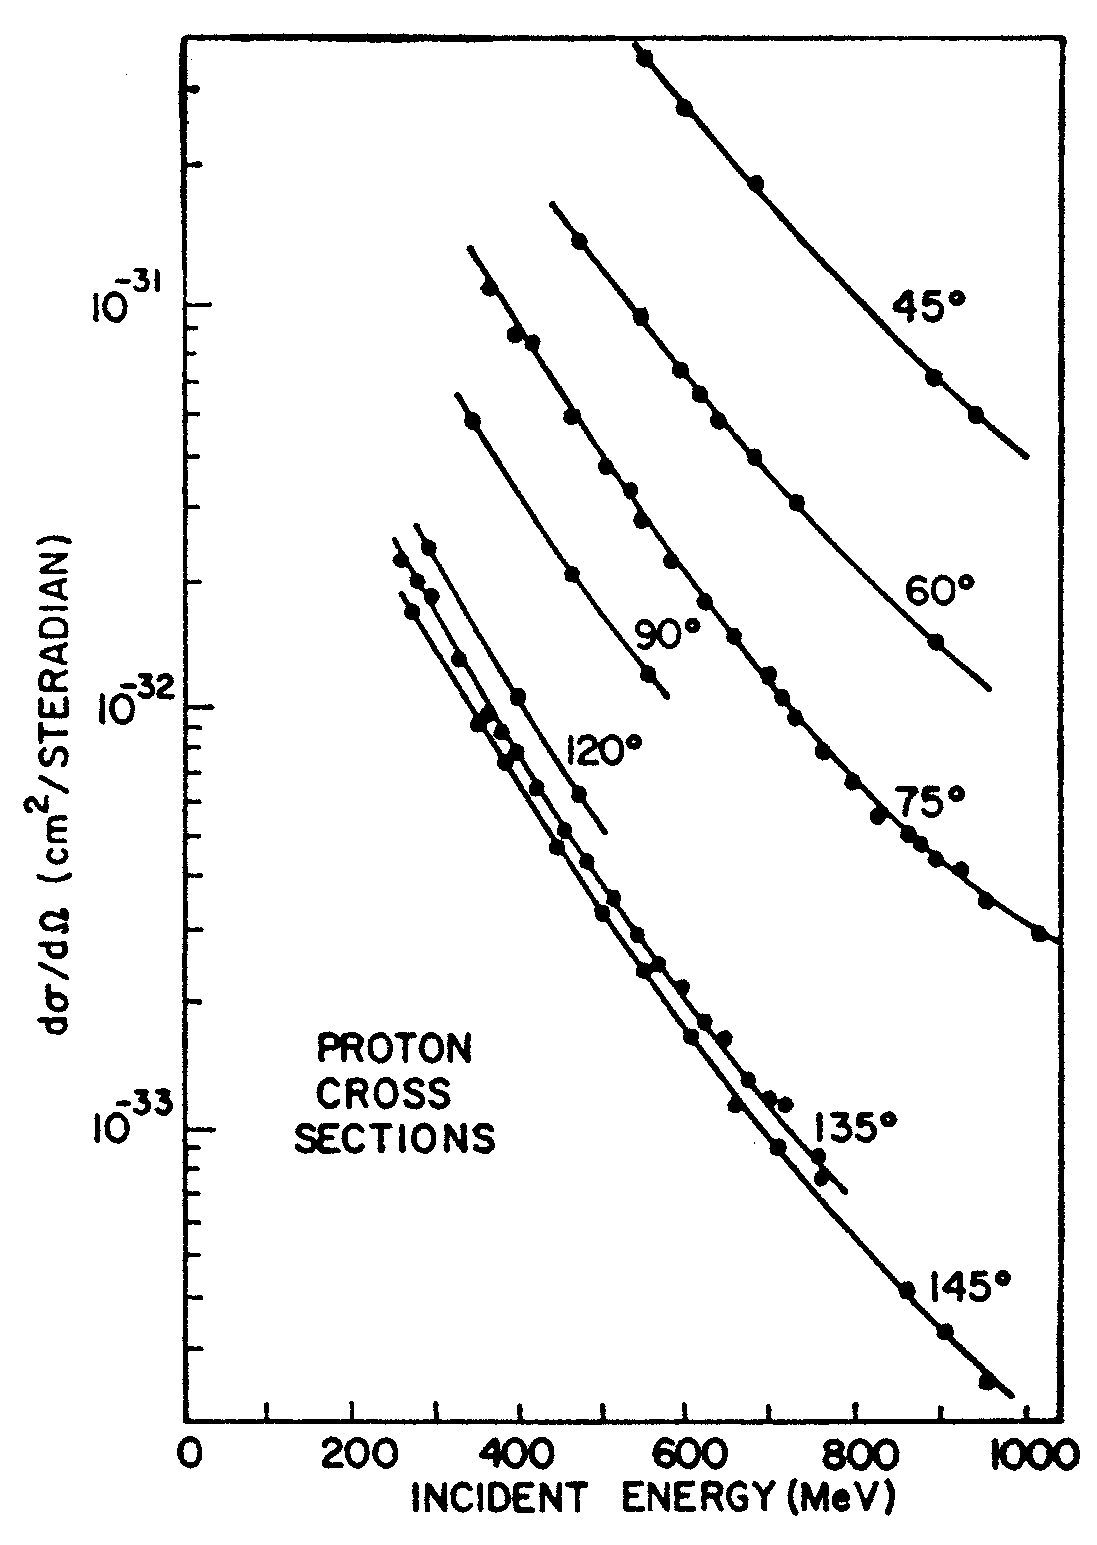 10⁻³¹
10⁻³²
10⁻³³
dσ/dΩ (cm²/STERADIAN)
45°
60°
90°
120°
75°
PROTON
CROSS
SECTIONS
135°
145°
0 200 400 600 800 1000
INCIDENT ENERGY (MeV)